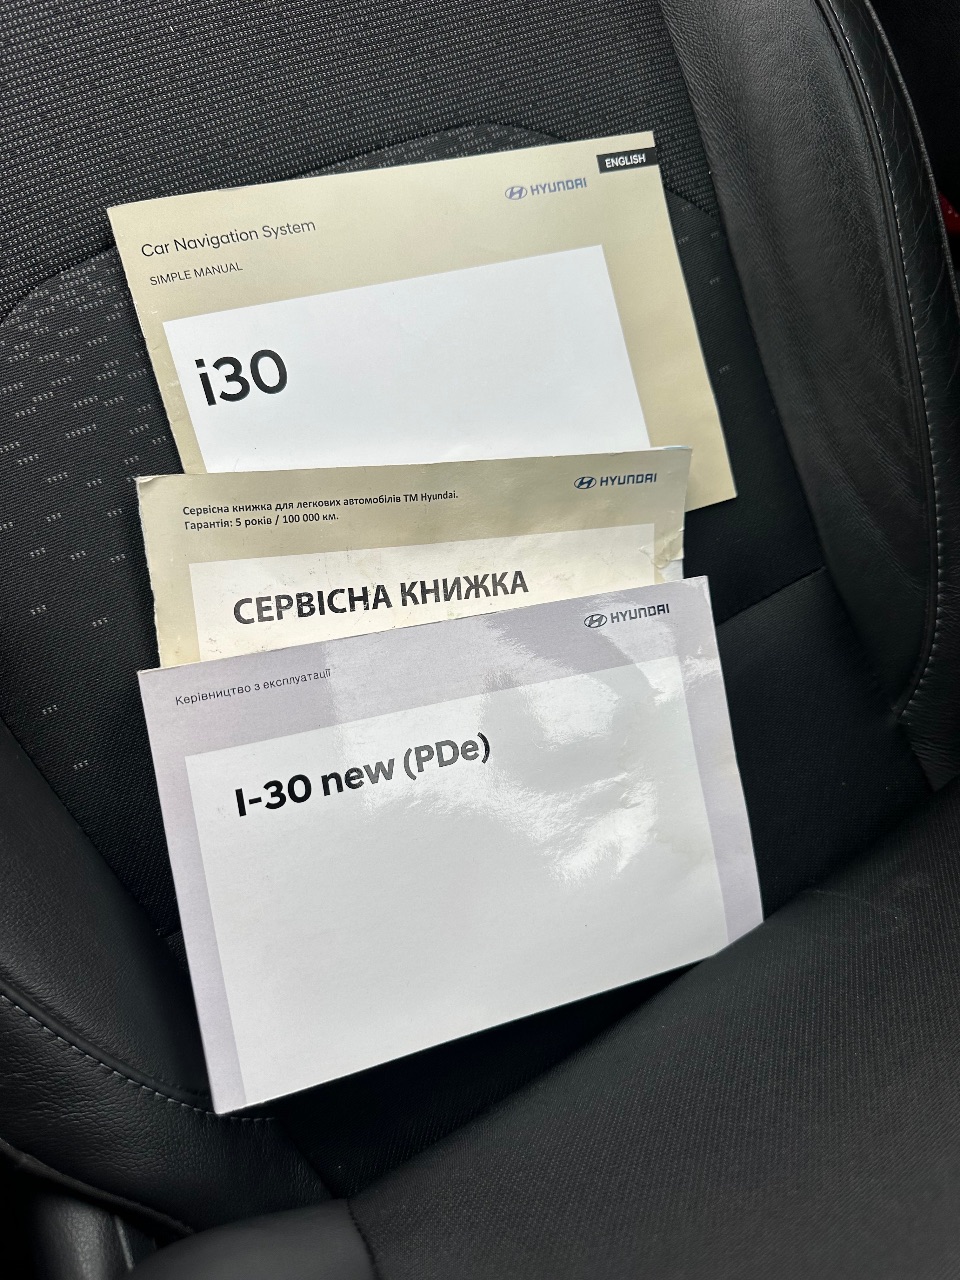 ENGLISH
HYUNDAI
Car Navigation System
SIMPLE MANUAL
i30
HYUNDAI
Сервісна книжка для легкових автомобілів ТМ Hyundai.
Гарантія: 5 років / 100 000 км.
СЕРВІСНА КНИЖКА
HYUNDAI
Керівництво з експлуатації
I-30 new (PDe)